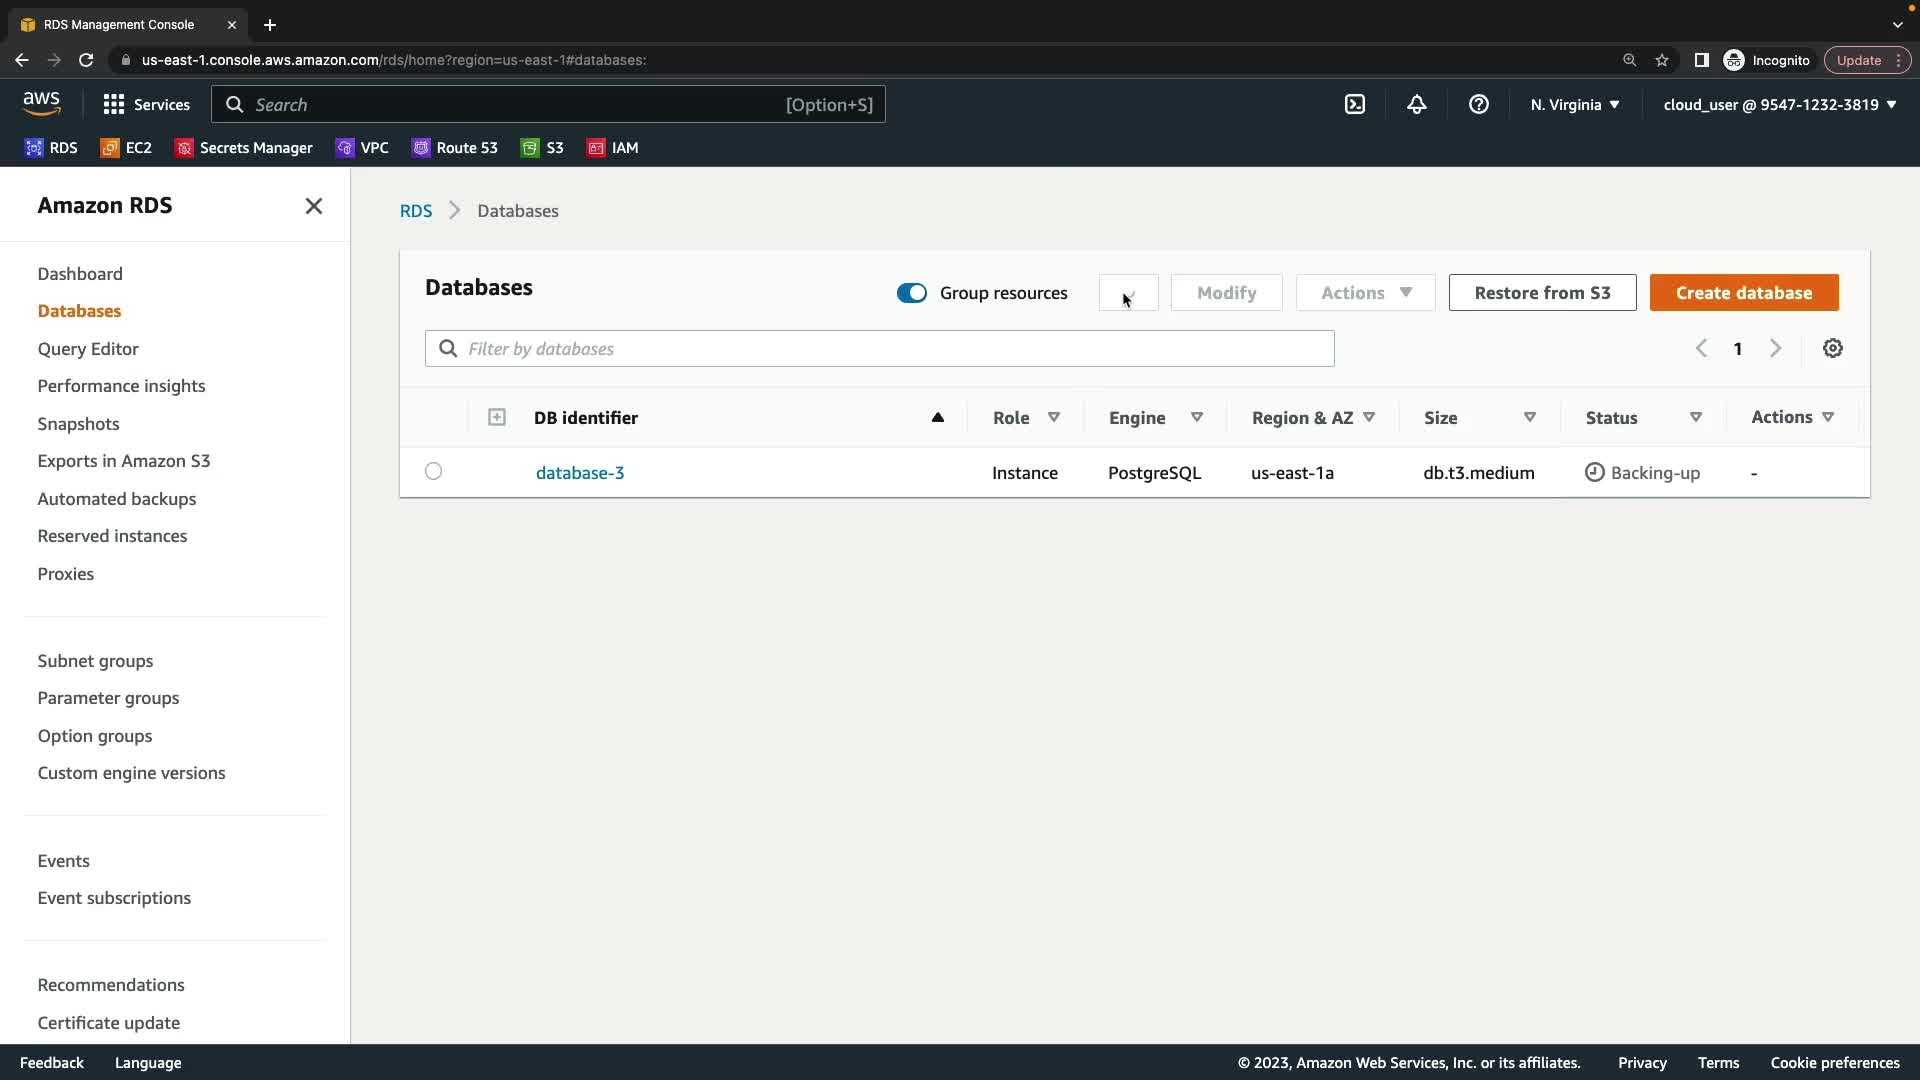 RDS Management Console
us-east-1.console.aws.amazon.com/rds/home?region=us-east-1#databases:
Incognito
Update
aws
Services
Search
[Option+S]
N. Virginia
cloud_user @ 9547-1232-3819
RDS
EC2
Secrets Manager
VPC
Route 53
S3
IAM
Amazon RDS
Dashboard
Databases
Query Editor
Performance insights
Snapshots
Exports in Amazon S3
Automated backups
Reserved instances
Proxies
Subnet groups
Parameter groups
Option groups
Custom engine versions
Events
Event subscriptions
Recommendations
Certificate update
RDS
Databases
Databases
Group resources
Modify
Actions
Restore from S3
Create database
Filter by databases
1
DB identifier
Role
Engine
Region & AZ
Size
Status
Actions
database-3
Instance
PostgreSQL
us-east-1a
db.t3.medium
Backing-up
-
Feedback
Language
© 2023, Amazon Web Services, Inc. or its affiliates.
Privacy
Terms
Cookie preferences